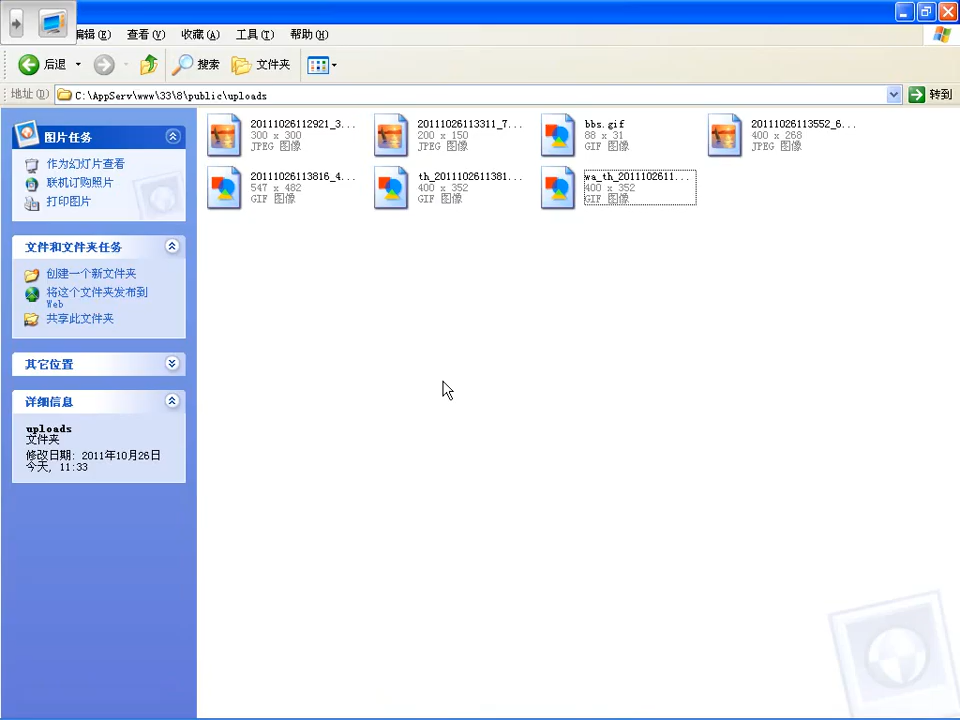 编辑(E) 查看(V) 收藏(A) 工具(T) 帮助(H)
后退 搜索 文件夹
地址(D) C:\AppServ\www\33\8\public\uploads 转到
图片任务
作为幻灯片查看
联机订购照片
打印图片
文件和文件夹任务
创建一个新文件夹
将这个文件夹发布到
Web
共享此文件夹
其它位置
详细信息
uploads
文件夹
修改日期: 2011年10月26日
今天, 11:33
20111026112921_3...
300 x 300
JPEG 图像
20111026113311_7...
200 x 150
JPEG 图像
bbs.gif
88 x 31
GIF 图像
20111026113552_6...
400 x 268
JPEG 图像
20111026113816_4...
547 x 482
GIF 图像
th_2011102611381...
400 x 352
GIF 图像
wa_th_2011102611...
400 x 352
GIF 图像